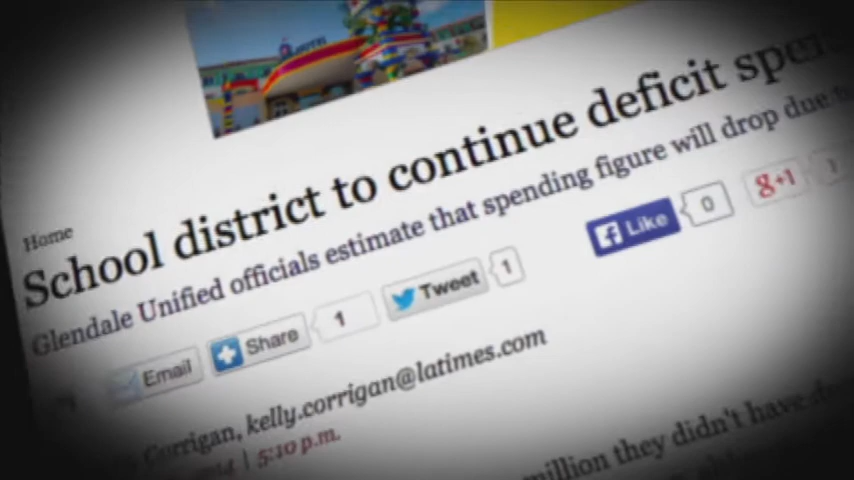 Home
School district to continue deficit
Glendale Unified officials estimate that spending figure will drop due
Email
Share
1
Tweet
1
Like
0
g+1
Corrigan, kelly.corrigan@latimes.com
| 5:10 p.m.
million they didn't have